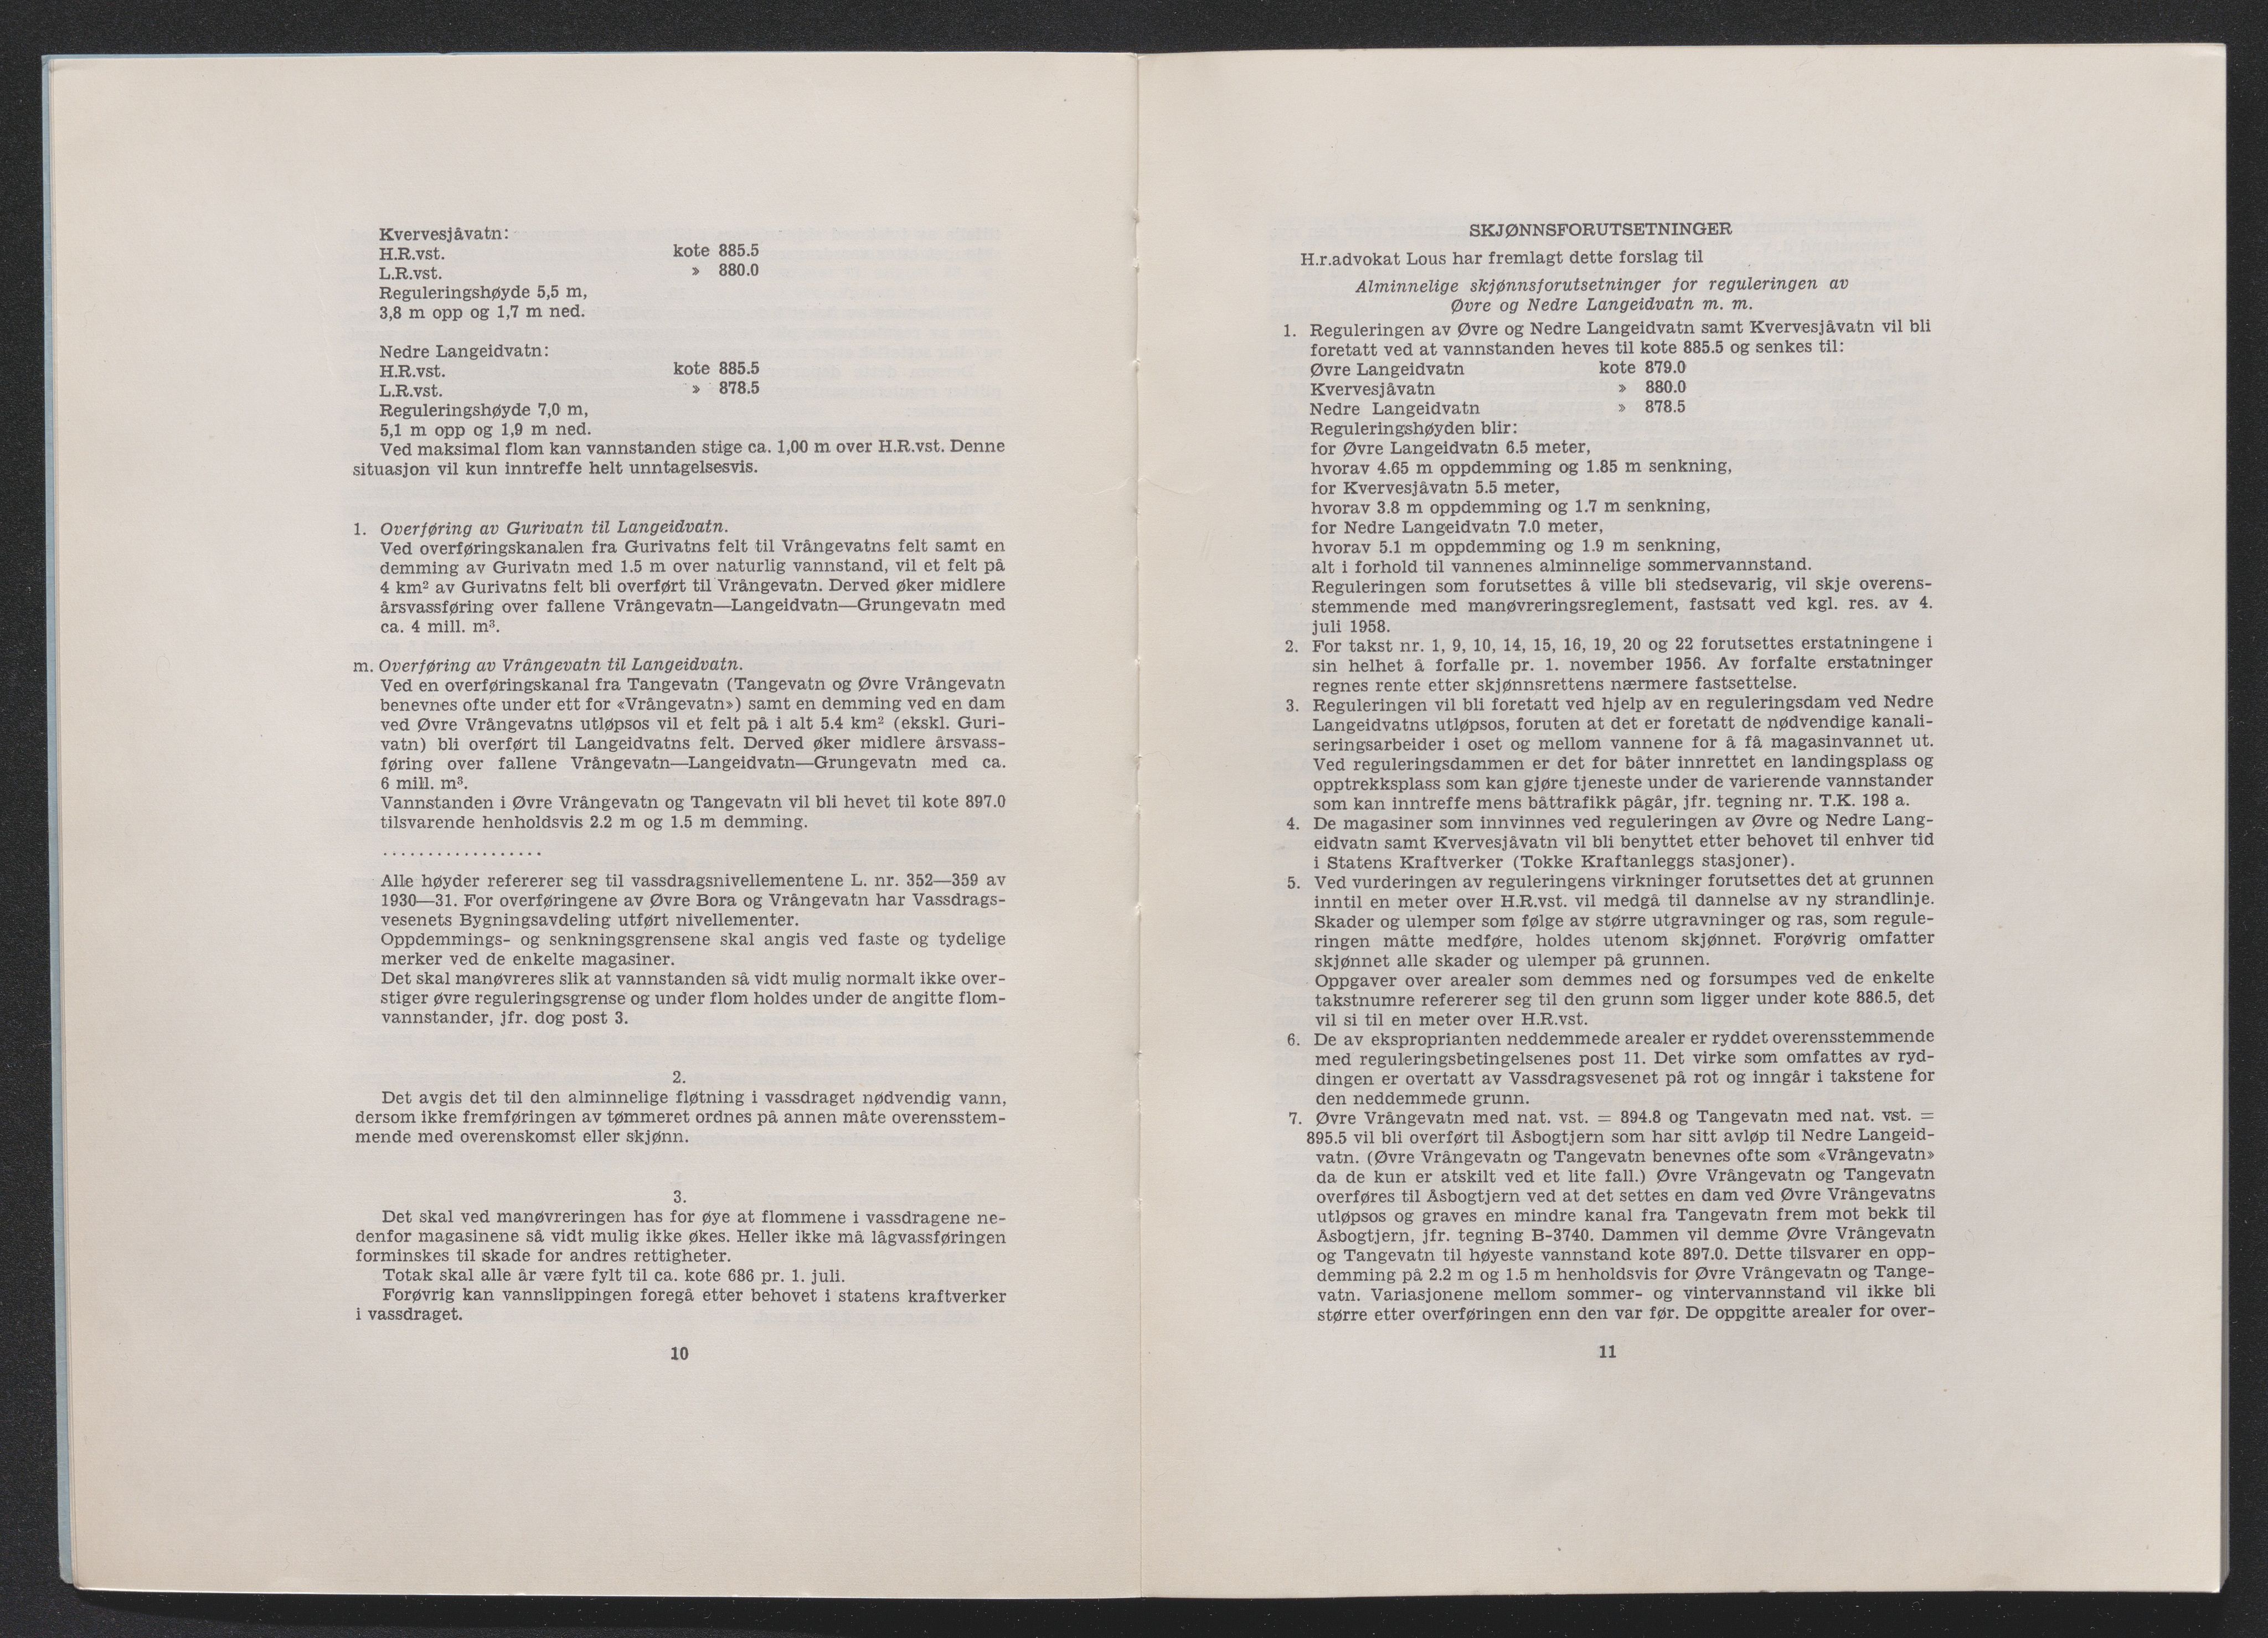 Kvervesjåvatn:
H.R.vst. kote 885.5
L.R.vst. » 880.0
Reguleringshøyde 5,5 m,
3,8 m opp og 1,7 m ned.
Nedre Langeidvatn:
H.R.vst. kote 885.5
L.R.vst. » 878.5
Reguleringshøyde 7,0 m,
5,1 m opp og 1,9 m ned.
Ved maksimal flom kan vannstanden stige ca. 1,00 m over H.R.vst. Denne
situasjon vil kun inntreffe helt unntagelsesvis.
1. Overføring av Gurivatn til Langeidvatn.
Ved overføringskanalen fra Gurivatns felt til Vrångevatns felt samt en
demming av Gurivatn med 1.5 m over naturlig vannstand, vil et felt på
4 km² av Gurivatns felt bli overført til Vrångevatn. Derved øker midlere
årsvassføring over fallene Vrångevatn—Langeidvatn—Grungevatn med
ca. 4 mill. m³.
m. Overføring av Vrångevatn til Langeidvatn.
Ved en overføringskanal fra Tangevatn (Tangevatn og Øvre Vrångevatn
benevnes ofte under ett for «Vrångevatn») samt en demming ved en dam
ved Øvre Vrångevatns utløpsos vil et felt på i alt 5.4 km² (ekskl. Guri-
vatn) bli overført til Langeidvatns felt. Derved øker midlere årsvass-
føring over fallene Vrångevatn—Langeidvatn—Grungevatn med ca.
6 mill. m³.
Vannstanden i Øvre Vrångevatn og Tangevatn vil bli hevet til kote 897.0
tilsvarende henholdsvis 2.2 m og 1.5 m demming.
..................
Alle høyder refererer seg til vassdragsnivellementene L. nr. 352—359 av
1930—31. For overføringene av Øvre Bora og Vrångevatn har Vassdrags-
vesenets Bygningsavdeling utført nivellementer.
Oppdemmings- og senkningsgrensene skal angis ved faste og tydelige
merker ved de enkelte magasiner.
Det skal manøvreres slik at vannstanden så vidt mulig normalt ikke over-
stiger øvre reguleringsgrense og under flom holdes under de angitte flom-
vannstander, jfr. dog post 3.
2.
Det avgis det til den alminnelige fløtning i vassdraget nødvendig vann,
dersom ikke fremføringen av tømmeret ordnes på annen måte overensstem-
mende med overenskomst eller skjønn.
3.
Det skal ved manøvreringen has for øye at flommene i vassdragene ne-
denfor magasinene så vidt mulig ikke økes. Heller ikke må lågvassføringen
forminskes til skade for andres rettigheter.
Totak skal alle år være fylt til ca. kote 686 pr. 1. juli.
Forøvrig kan vannslippingen foregå etter behovet i statens kraftverker
i vassdraget.
10
SKJØNNSFORUTSETNINGER
H.r.advokat Lous har fremlagt dette forslag til
Alminnelige skjønnsforutsetninger for reguleringen av
Øvre og Nedre Langeidvatn m. m.
1. Reguleringen av Øvre og Nedre Langeidvatn samt Kvervesjåvatn vil bli
foretatt ved at vannstanden heves til kote 885.5 og senkes til:
Øvre Langeidvatn kote 879.0
Kvervesjåvatn » 880.0
Nedre Langeidvatn » 878.5
Reguleringshøyden blir:
for Øvre Langeidvatn 6.5 meter,
hvorav 4.65 m oppdemming og 1.85 m senkning,
for Kvervesjåvatn 5.5 meter,
hvorav 3.8 m oppdemming og 1.7 m senkning,
for Nedre Langeidvatn 7.0 meter,
hvorav 5.1 m oppdemming og 1.9 m senkning,
alt i forhold til vannenes alminnelige sommervannstand.
Reguleringen som forutsettes å ville bli stedsevarig, vil skje overens-
stemmende med manøvreringsreglement, fastsatt ved kgl. res. av 4.
juli 1958.
2. For takst nr. 1, 9, 10, 14, 15, 16, 19, 20 og 22 forutsettes erstatningene i
sin helhet å forfalle pr. 1. november 1956. Av forfalte erstatninger
regnes rente etter skjønnsrettens nærmere fastsettelse.
3. Reguleringen vil bli foretatt ved hjelp av en reguleringsdam ved Nedre
Langeidvatns utløpsos, foruten at det er foretatt de nødvendige kanali-
seringsarbeider i oset og mellom vannene for å få magasinvannet ut.
Ved reguleringsdammen er det for båter innrettet en landingsplass og
opptrekksplass som kan gjøre tjeneste under de varierende vannstander
som kan inntreffe mens båttrafikk pågår, jfr. tegning nr. T.K. 198 a.
4. De magasiner som innvinnes ved reguleringen av Øvre og Nedre Lang-
eidvatn samt Kvervesjåvatn vil bli benyttet etter behovet til enhver tid
i Statens Kraftverker (Tokke Kraftanleggs stasjoner).
5. Ved vurderingen av reguleringens virkninger forutsettes det at grunnen
inntil en meter over H.R.vst. vil medgå til dannelse av ny strandlinje.
Skader og ulemper som følge av større utgravninger og ras, som regule-
ringen måtte medføre, holdes utenom skjønnet. Forøvrig omfatter
skjønnet alle skader og ulemper på grunnen.
Oppgaver over arealer som demmes ned og forsumpes ved de enkelte
takstnumre refererer seg til den grunn som ligger under kote 886.5, det
vil si til en meter over H.R.vst.
6. De av eksproprianten neddemmede arealer er ryddet overensstemmende
med reguleringsbetingelsenes post 11. Det virke som omfattes av ryd-
dingen er overtatt av Vassdragsvesenet på rot og inngår i takstene for
den neddemmede grunn.
7. Øvre Vrångevatn med nat. vst. = 894.8 og Tangevatn med nat. vst. =
895.5 vil bli overført til Åsbogtjern som har sitt avløp til Nedre Langeid-
vatn. (Øvre Vrångevatn og Tangevatn benevnes ofte som «Vrångevatn»
da de kun er atskilt ved et lite fall.) Øvre Vrångevatn og Tangevatn
overføres til Åsbogtjern ved at det settes en dam ved Øvre Vrångevatns
utløpsos og graves en mindre kanal fra Tangevatn frem mot bekk til
Åsbogtjern, jfr. tegning B-3740. Dammen vil demme Øvre Vrångevatn
og Tangevatn til høyeste vannstand kote 897.0. Dette tilsvarer en opp-
demming på 2.2 m og 1.5 m henholdsvis for Øvre Vrångevatn og Tange-
vatn. Variasjonene mellom sommer- og vintervannstand vil ikke bli
større etter overføringen enn den var før. De oppgitte arealer for over-
11